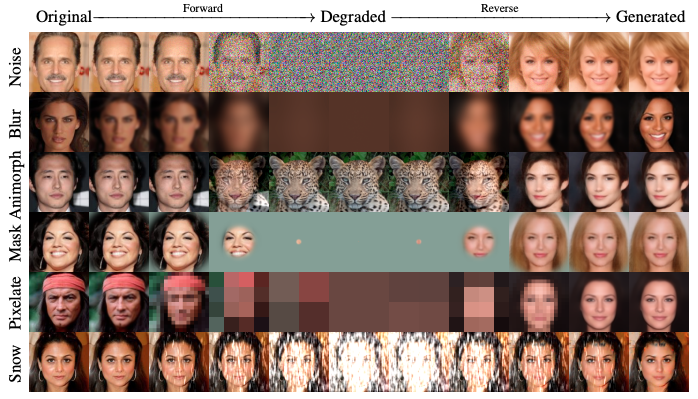 Original Forward Degraded Reverse Generated
Noise
Blur
Animorph
Mask
Pixelate
Snow